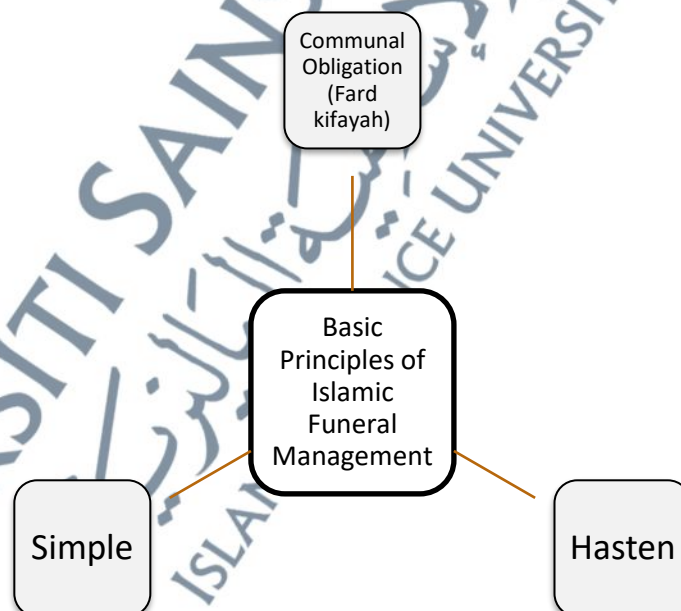 Communal
Obligation
(Fard
kifayah)
Basic
Principles of
Islamic
Funeral
Management
Simple
Hasten